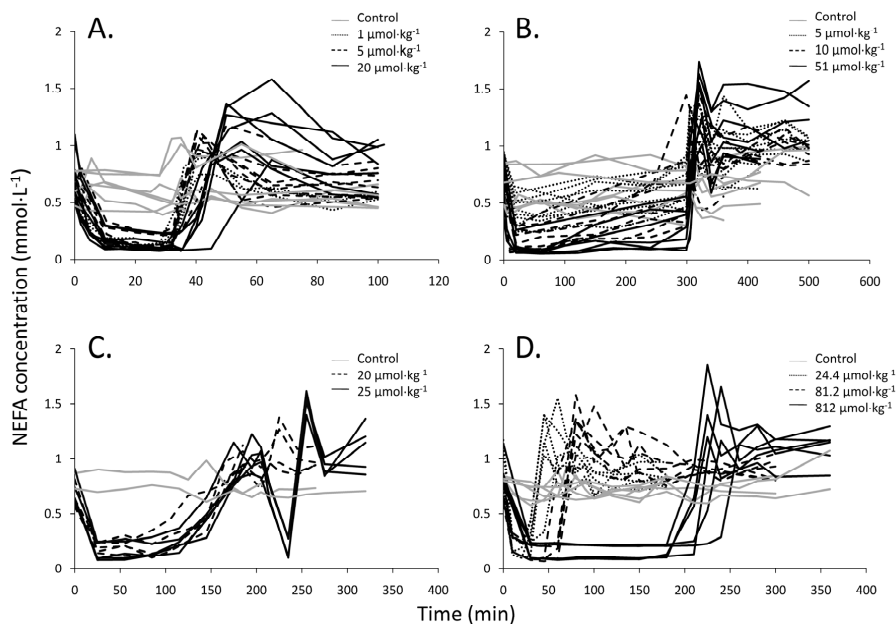 A.
Control
1 µmol·kg⁻¹
5 µmol·kg⁻¹
20 µmol·kg⁻¹
2
1.5
1
0.5
0
0 20 40 60 80 100 120
B.
Control
5 µmol·kg⁻¹
10 µmol·kg⁻¹
51 µmol·kg⁻¹
2
1.5
1
0.5
0
0 100 200 300 400 500 600
NEFA concentration (mmol·L⁻¹)
C.
Control
20 µmol·kg⁻¹
25 µmol·kg⁻¹
2
1.5
1
0.5
0
0 50 100 150 200 250 300 350 400
D.
Control
24.4 µmol·kg⁻¹
81.2 µmol·kg⁻¹
812 µmol·kg⁻¹
2
1.5
1
0.5
0
0 50 100 150 200 250 300 350 400
Time (min)